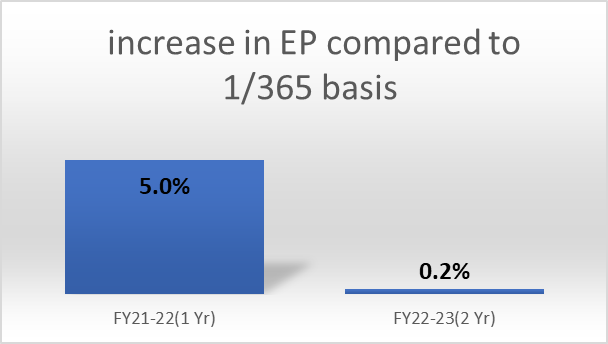 increase in EP compared to
1/365 basis
5.0%
0.2%
FY21-22(1 Yr)
FY22-23(2 Yr)